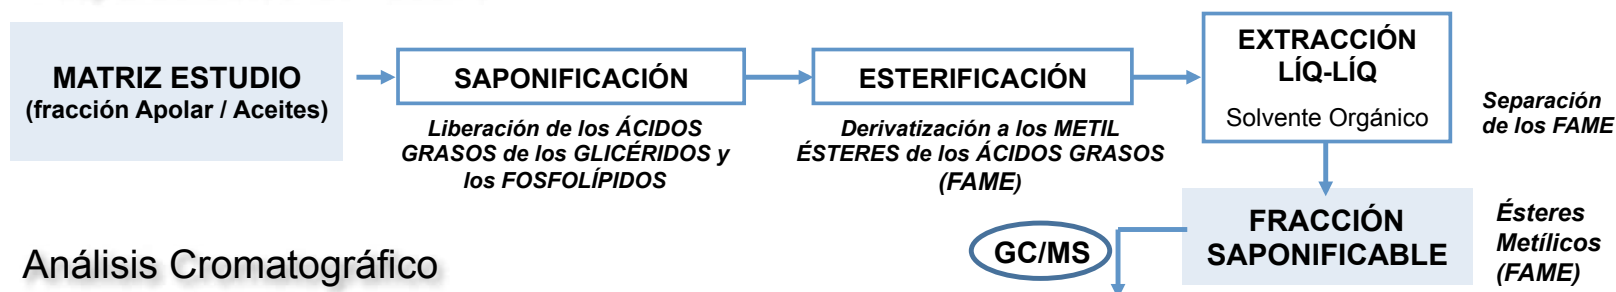 MATRIZ ESTUDIO
(fracción Apolar / Aceites)
SAPONIFICACIÓN
Liberación de los ÁCIDOS
GRASOS de los GLICÉRIDOS y
los FOSFOLÍPIDOS
ESTERIFICACIÓN
Derivatización a los METIL
ÉSTERES de los ÁCIDOS GRASOS
(FAME)
EXTRACCIÓN
LÍQ-LÍQ
Solvente Orgánico
Separación
de los FAME
FRACCIÓN
SAPONIFICABLE
Ésteres
Metílicos
(FAME)
GC/MS
Análisis Cromatográfico